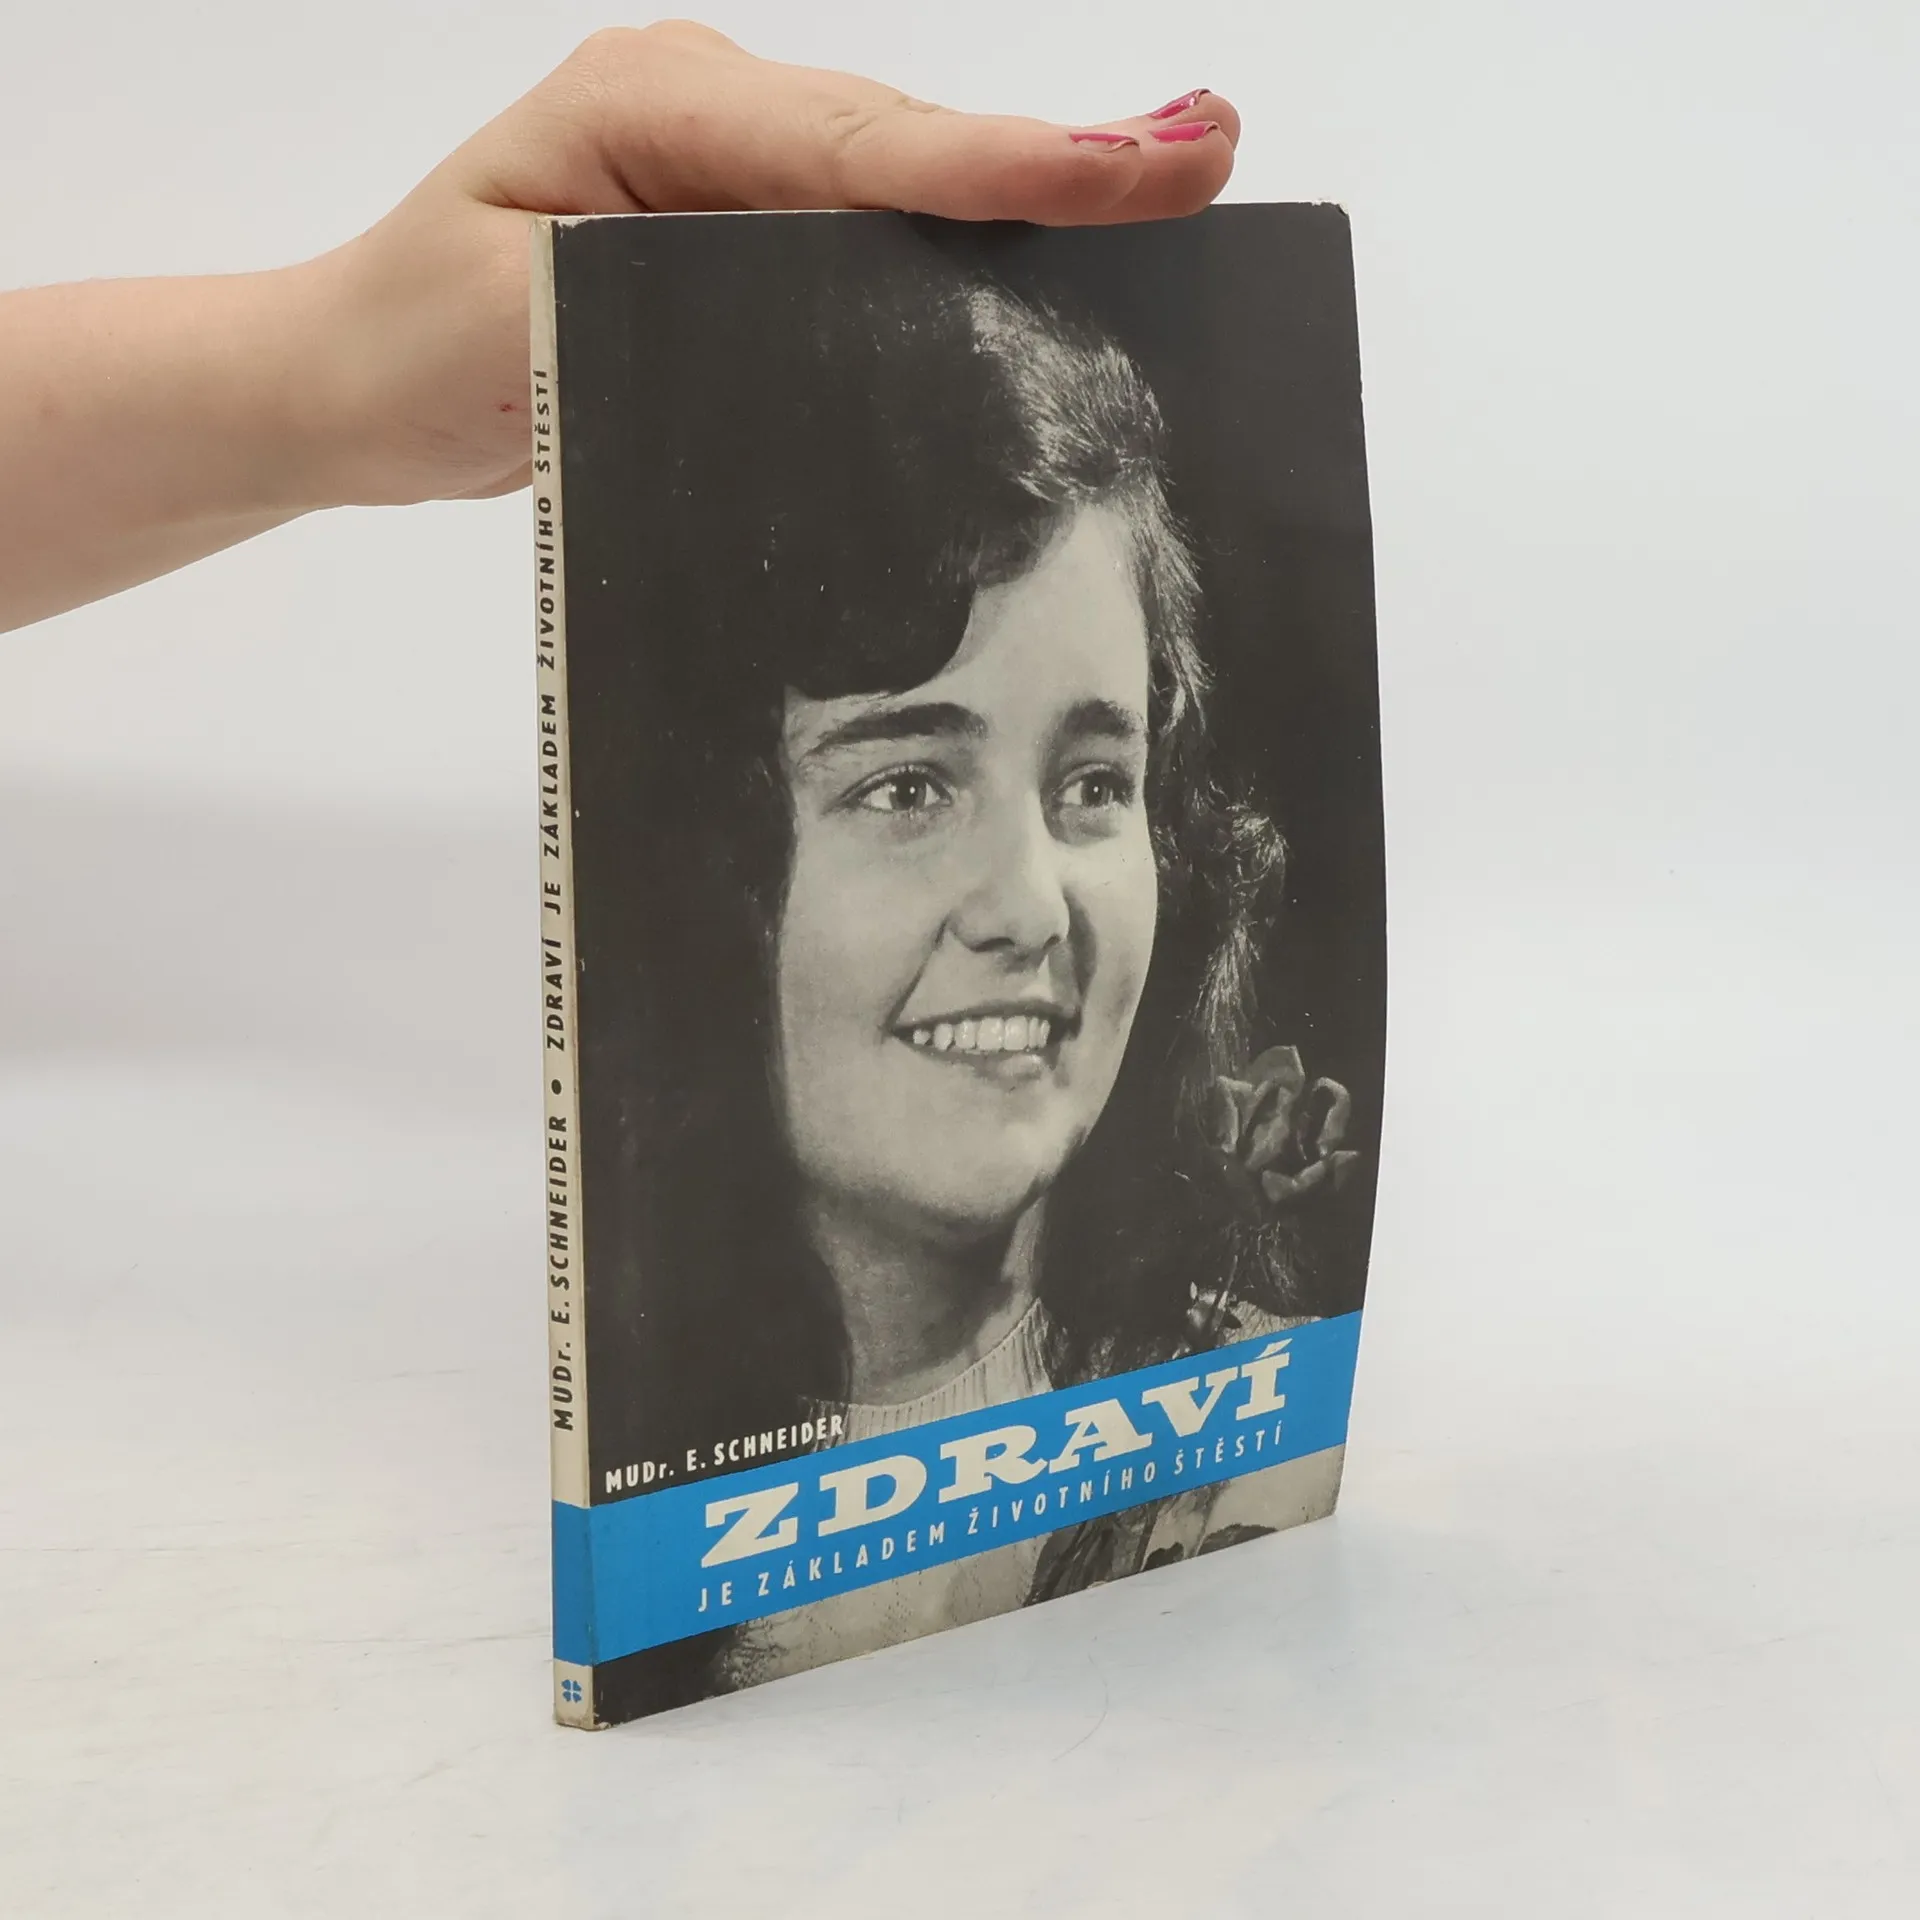 MUDr. E. SCHNEIDER • ZDRAVÍ JE ZÁKLADEM ŽIVOTNÍHO ŠTĚSTÍ
MUDr. E. SCHNEIDER
ZDRAVÍ
JE ZÁKLADEM ŽIVOTNÍHO ŠTĚSTÍ